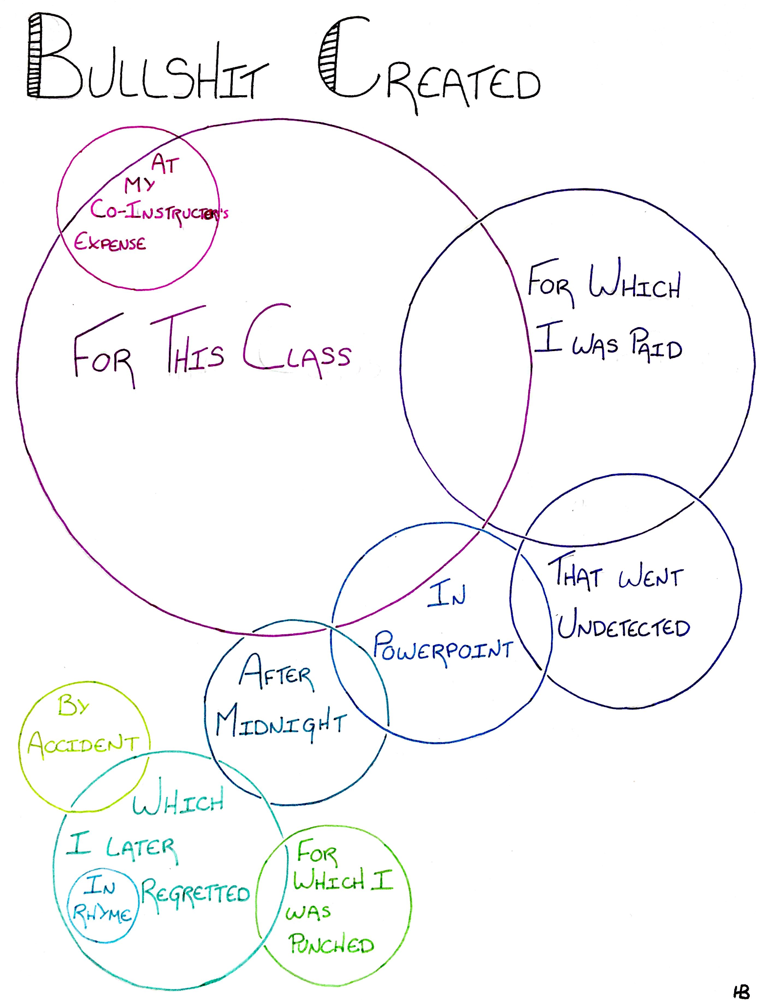 BULLSHIT CREATED
AT
MY
CO-INSTRUCTOR'S
EXPENSE
FOR THIS CLASS
FOR WHICH
I WAS PAID
THAT WENT
UNDETECTED
IN
POWERPOINT
AFTER
MIDNIGHT
BY
ACCIDENT
WHICH
I LATER
REGRETTED
IN
RHYME
FOR
WHICH I
WAS
PUNCHED
HB